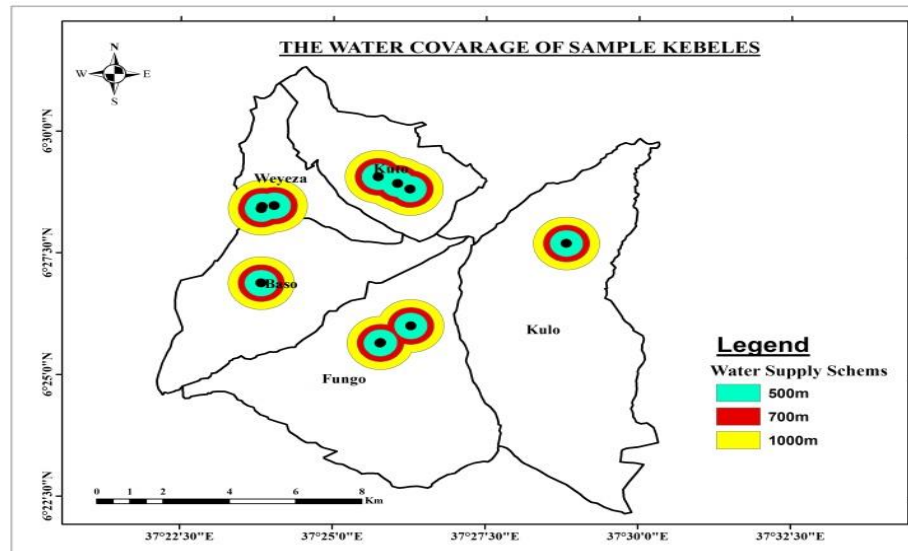 THE WATER COVARAGE OF SAMPLE KEBELES
N
W E
S
6°30'0"N
6°27'30"N
6°25'0"N
6°22'30"N
Kuto
Weyeza
Baso
Kulo
Fungo
Legend
Water Supply Schems
500m
700m
1000m
0 1 2 4 6 8
Km
37°22'30"E 37°25'0"E 37°27'30"E 37°30'0"E 37°32'30"E